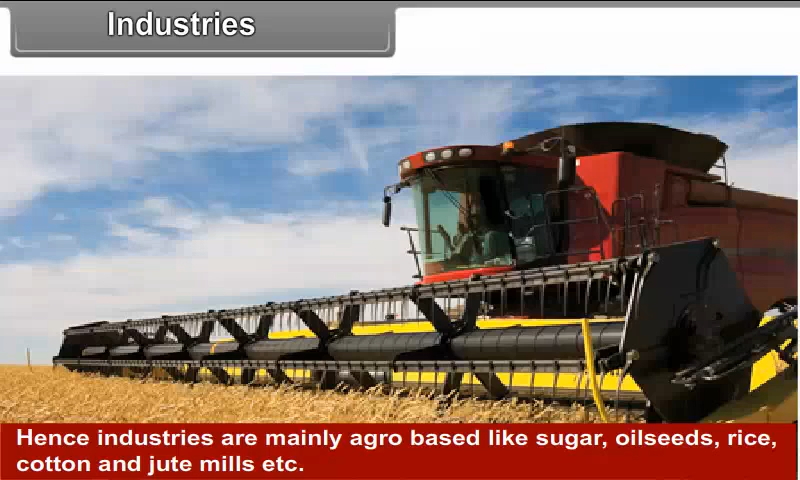 Industries
Hence industries are mainly agro based like sugar, oilseeds, rice,
cotton and jute mills etc.